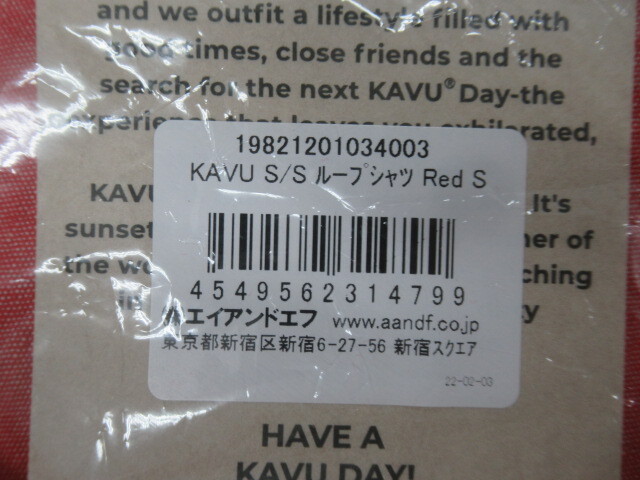 and we outfit a lifestyle filled with
good times, close friends and the
search for the next KAVU® Day-the
experience that leaves you exhilarated,
19821201034003
KAVU S/S ループシャツ Red S
KAVU It's
sunset ner of
the wo ching
4549562314799
㈱エイアンドエフ www.aandf.co.jp
東京都新宿区新宿6-27-56 新宿スクエア
22-02-03
HAVE A
KAVU DAY!